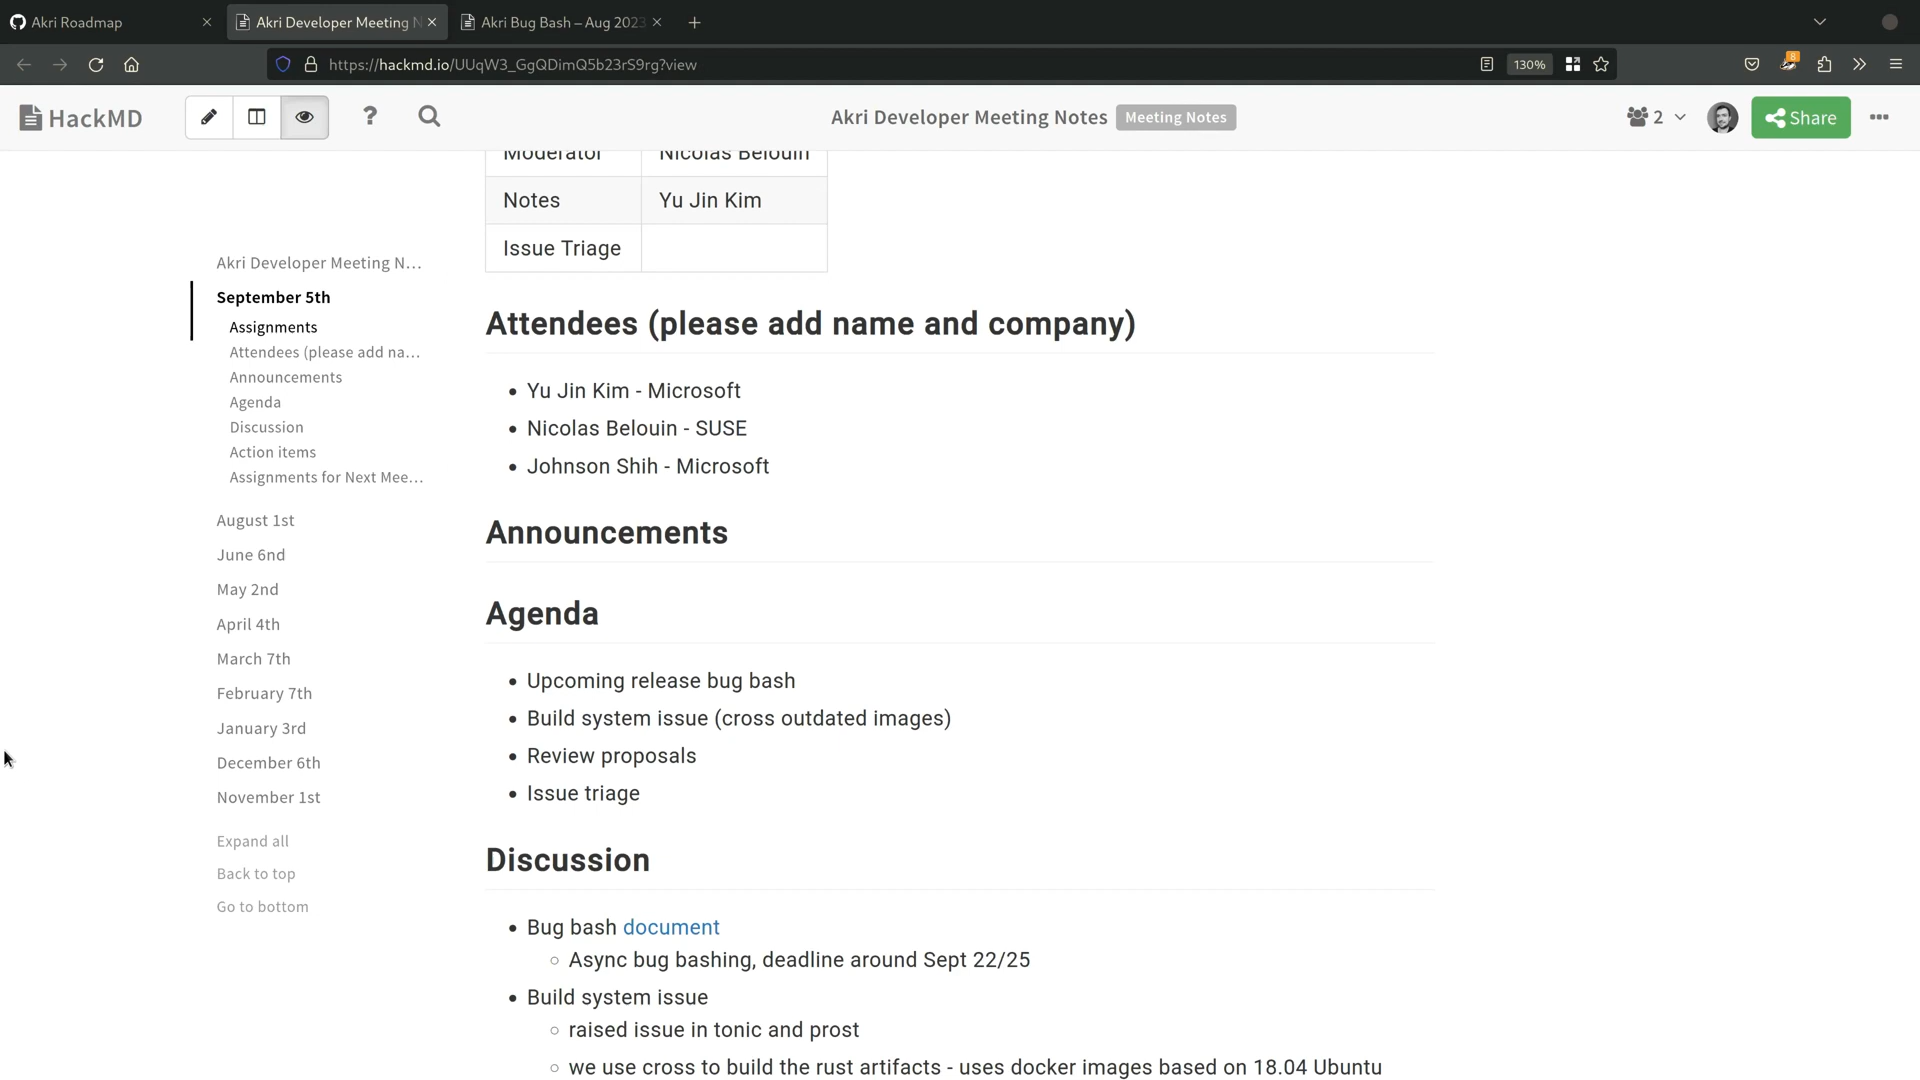 Akri Roadmap
Akri Developer Meeting N
Akri Bug Bash – Aug 2023
https://hackmd.io/UUqW3_GgQDimQ5b23rS9rg?view
130%
8
HackMD
?
Akri Developer Meeting Notes
Meeting Notes
2
Share
Moderator
Nicolas Belouin
Notes
Yu Jin Kim
Issue Triage
Akri Developer Meeting N...
September 5th
Assignments
Attendees (please add na...
Announcements
Agenda
Discussion
Action items
Assignments for Next Mee...
August 1st
June 6nd
May 2nd
April 4th
March 7th
February 7th
January 3rd
December 6th
November 1st
Expand all
Back to top
Go to bottom
Attendees (please add name and company)
Yu Jin Kim - Microsoft
Nicolas Belouin - SUSE
Johnson Shih - Microsoft
Announcements
Agenda
Upcoming release bug bash
Build system issue (cross outdated images)
Review proposals
Issue triage
Discussion
Bug bash document
Async bug bashing, deadline around Sept 22/25
Build system issue
raised issue in tonic and prost
we use cross to build the rust artifacts - uses docker images based on 18.04 Ubuntu